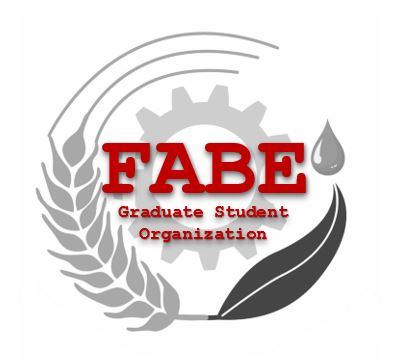 FABE
Graduate Student
Organization